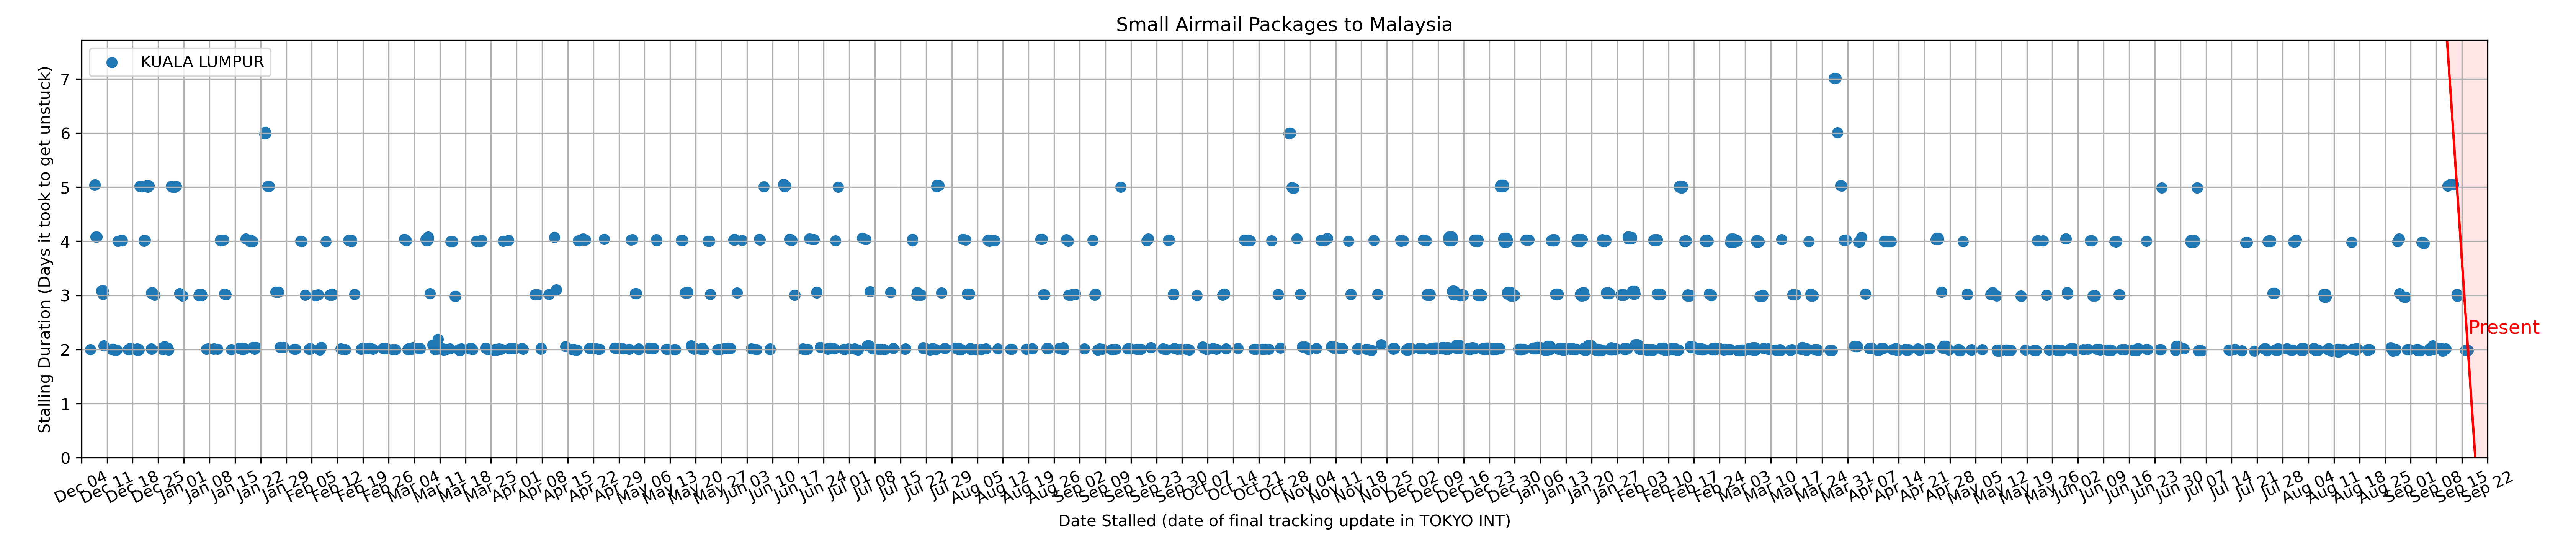 Small Airmail Packages to Malaysia
KUALA LUMPUR
Stalling Duration (Days it took to get unstuck)
7
6
5
4
3
2
1
0
Present
Dec 04
Dec 11
Dec 18
Dec 25
Jan 01
Jan 08
Jan 15
Jan 22
Jan 29
Feb 05
Feb 12
Feb 19
Feb 26
Mar 04
Mar 11
Mar 18
Mar 25
Apr 01
Apr 08
Apr 15
Apr 22
Apr 29
May 06
May 13
May 20
May 27
Jun 03
Jun 10
Jun 17
Jun 24
Jul 01
Jul 08
Jul 15
Jul 22
Jul 29
Aug 05
Aug 12
Aug 19
Aug 26
Sep 02
Sep 09
Sep 16
Sep 23
Sep 30
Oct 07
Oct 14
Oct 21
Oct 28
Nov 04
Nov 11
Nov 18
Nov 25
Dec 02
Dec 09
Dec 16
Dec 23
Dec 30
Jan 06
Jan 13
Jan 20
Jan 27
Feb 03
Feb 10
Feb 17
Feb 24
Mar 03
Mar 10
Mar 17
Mar 24
Mar 31
Apr 07
Apr 14
Apr 21
Apr 28
May 05
May 12
May 19
May 26
Jun 02
Jun 09
Jun 16
Jun 23
Jun 30
Jul 07
Jul 14
Jul 21
Jul 28
Aug 04
Aug 11
Aug 18
Aug 25
Sep 01
Sep 08
Sep 15
Sep 22
Date Stalled (date of final tracking update in TOKYO INT)